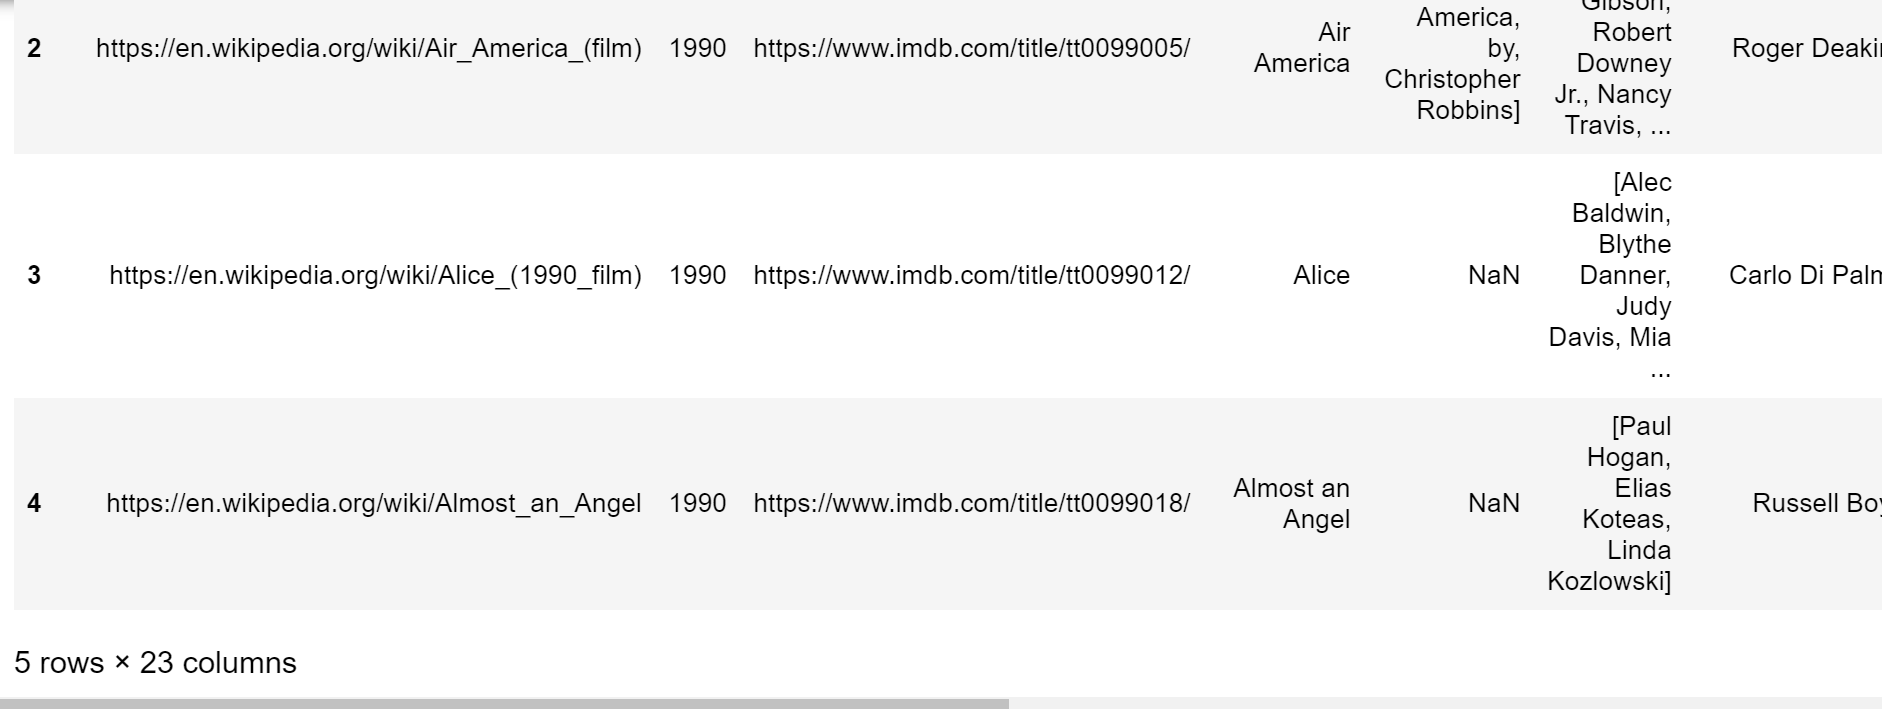 2 https://en.wikipedia.org/wiki/Air_America_(film) 1990 https://www.imdb.com/title/tt0099005/
Air
America
America,
by,
Christopher
Robbins]
Gibson,
Robert
Downey
Jr., Nancy
Travis, ...
Roger Deaki
3 https://en.wikipedia.org/wiki/Alice_(1990_film) 1990 https://www.imdb.com/title/tt0099012/
Alice
NaN
[Alec
Baldwin,
Blythe
Danner,
Judy
Davis, Mia
...
Carlo Di Pal
4 https://en.wikipedia.org/wiki/Almost_an_Angel 1990 https://www.imdb.com/title/tt0099018/
Almost an
Angel
NaN
[Paul
Hogan,
Elias
Koteas,
Linda
Kozlowski]
Russell Bo
5 rows × 23 columns